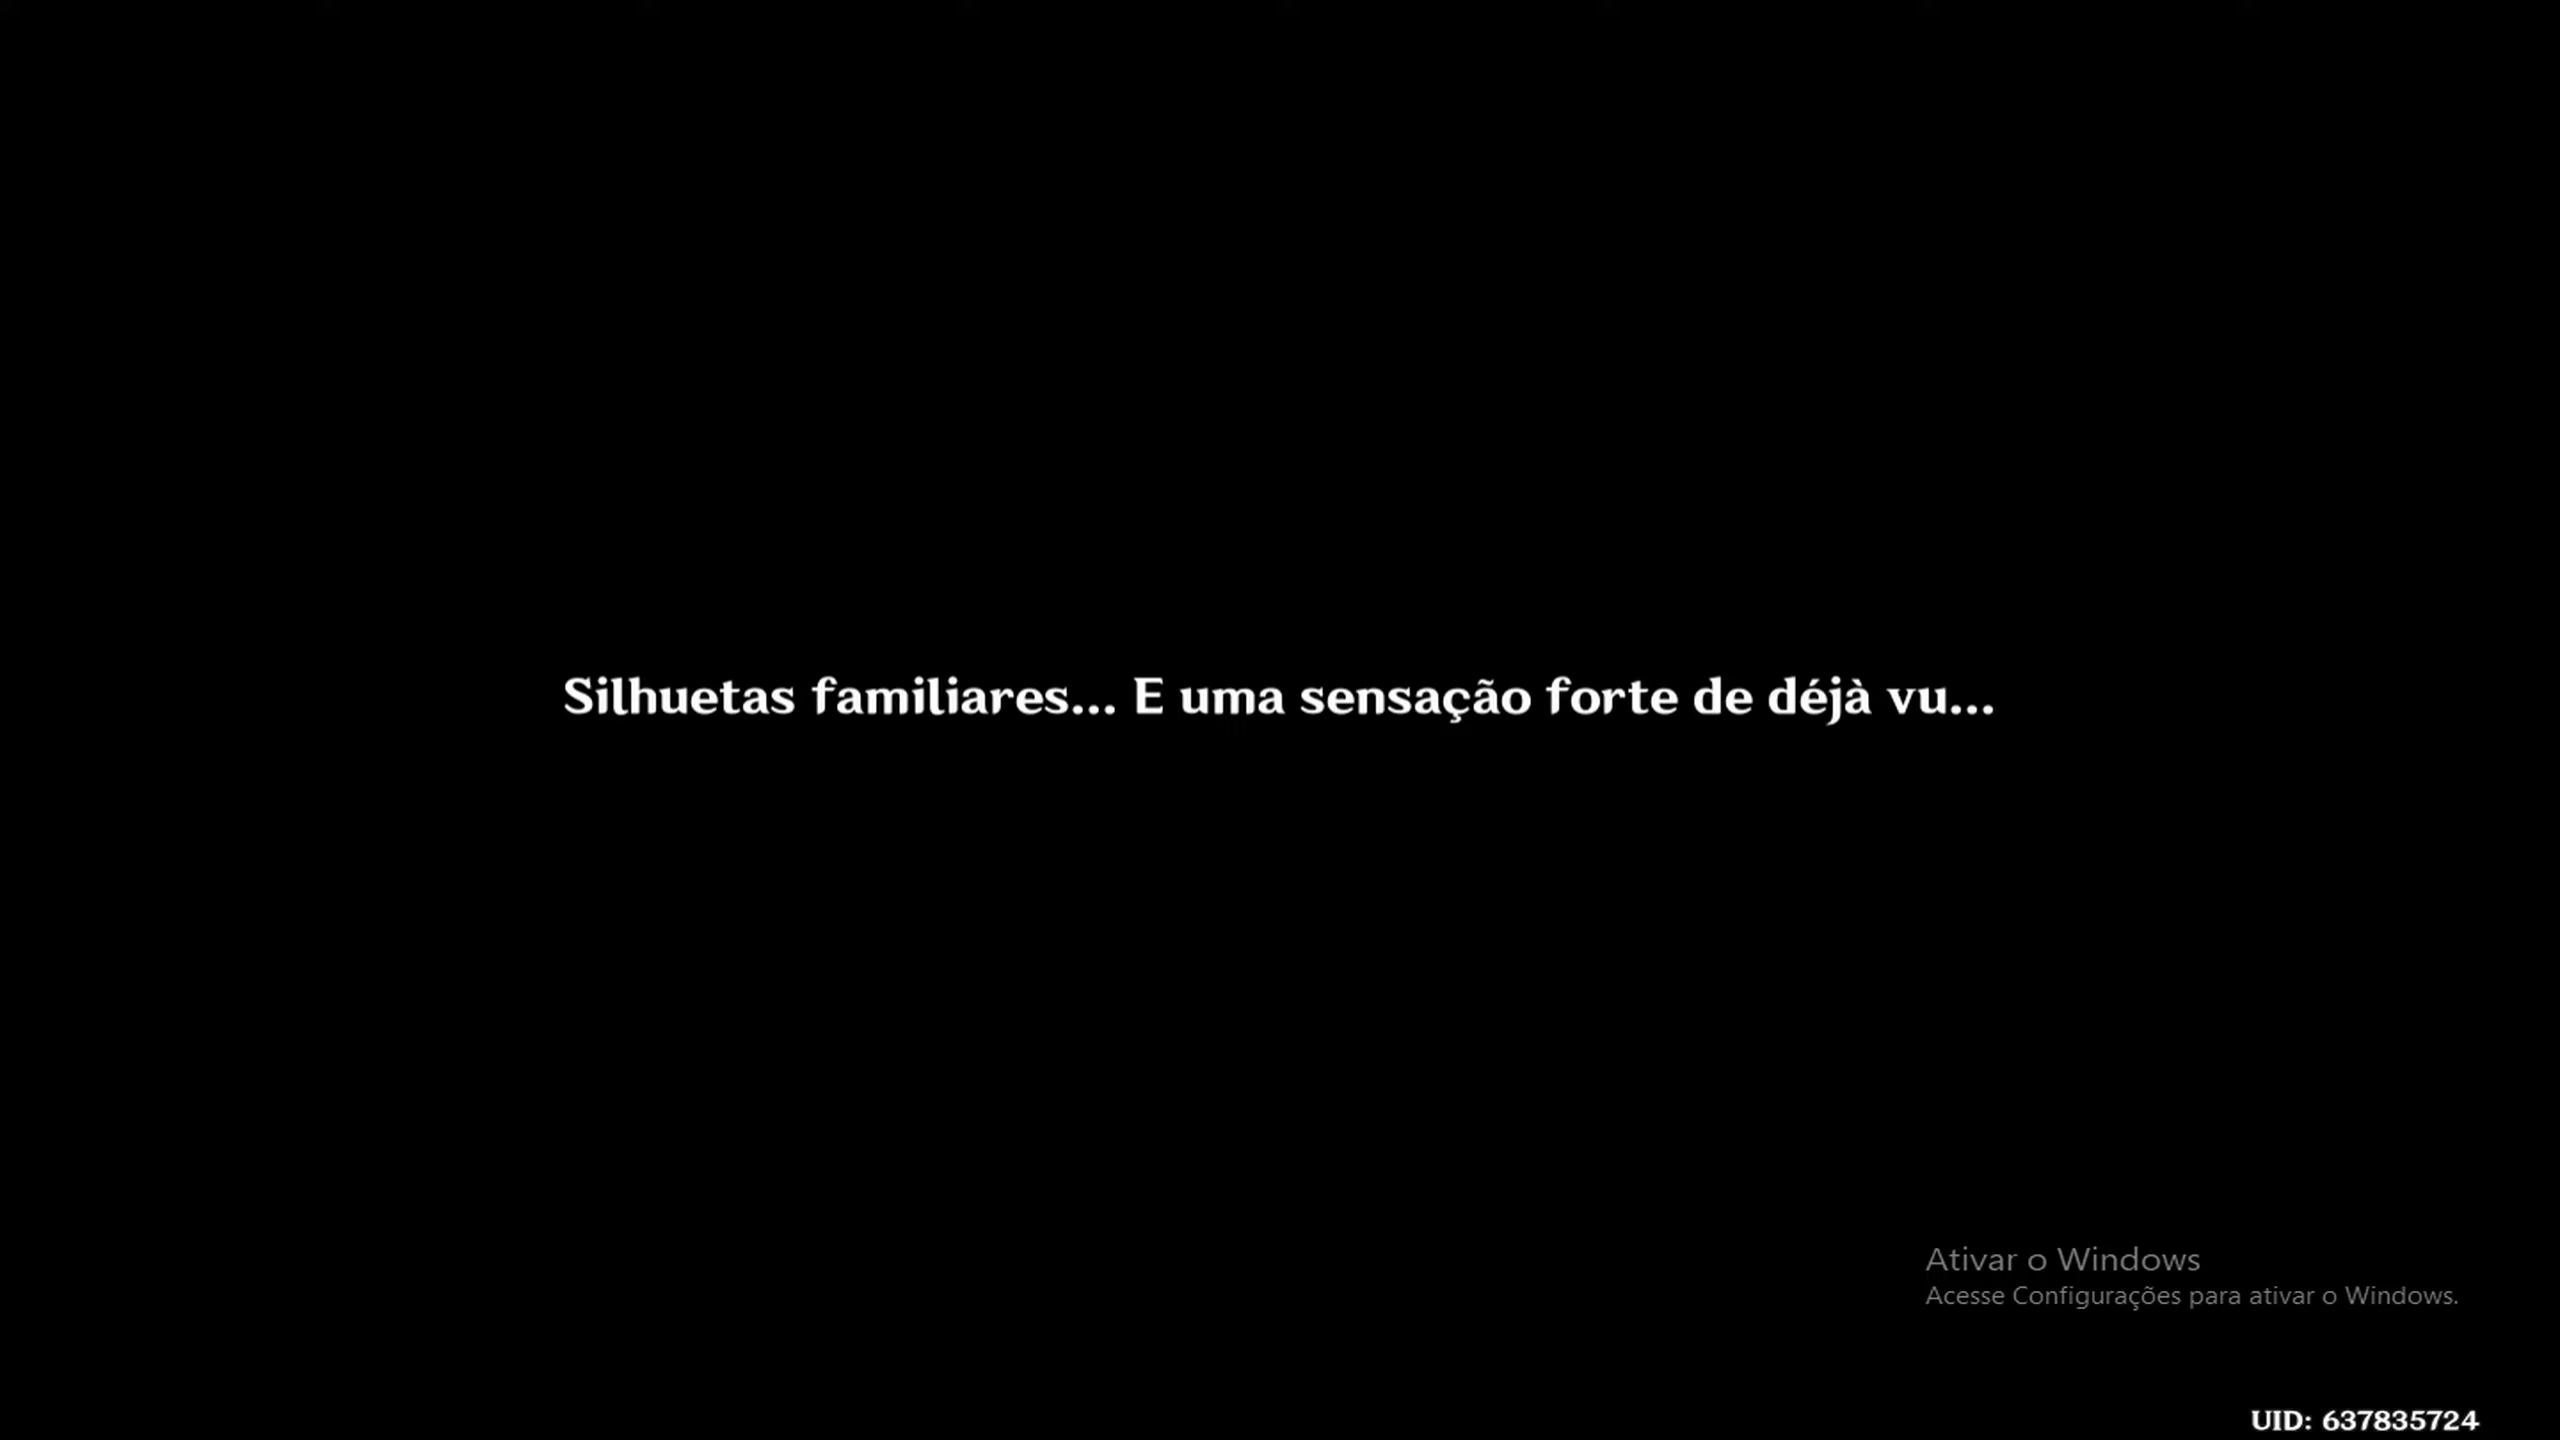 Silhuetas familiares... E uma sensação forte de déjà vu...
Ativar o Windows
Acesse Configurações para ativar o Windows.
UID: 637835724